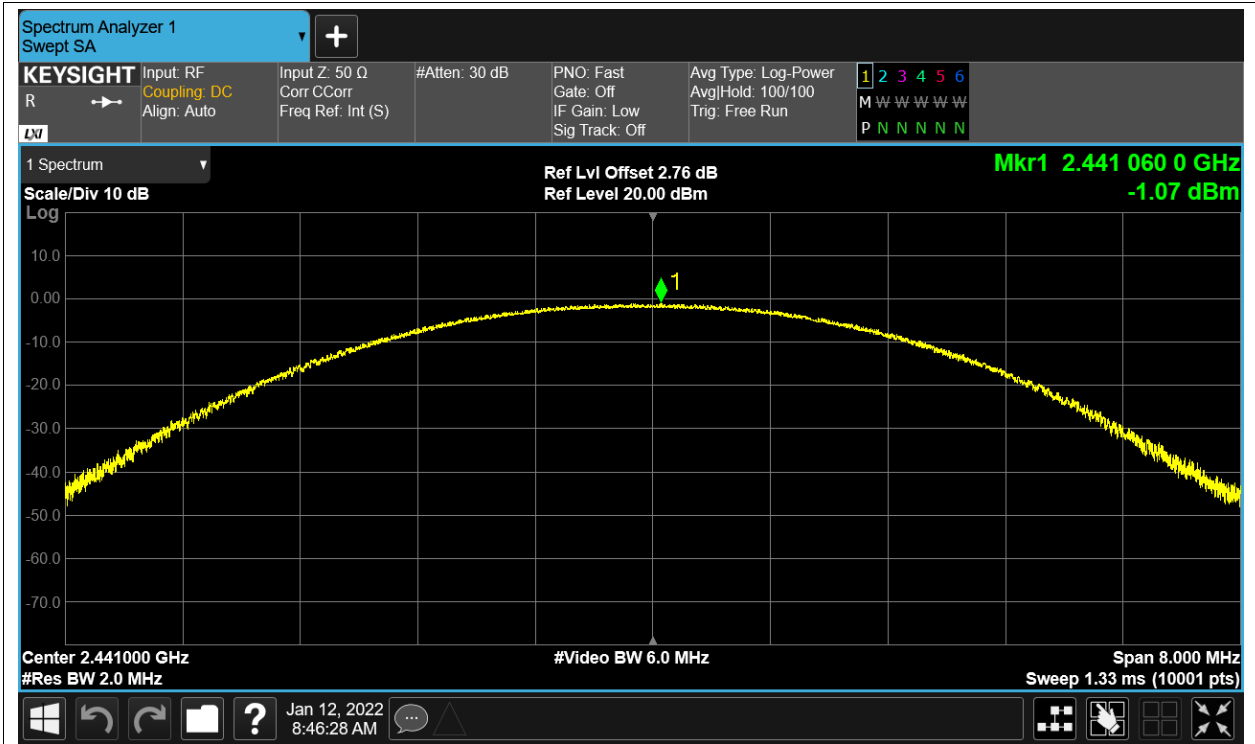 Spectrum Analyzer 1
Swept SA
KEYSIGHT
R
LXI
Input: RF
Coupling: DC
Align: Auto
Input Z: 50 Ω
Corr CCorr
Freq Ref: Int (S)
#Atten: 30 dB
PNO: Fast
Gate: Off
IF Gain: Low
Sig Track: Off
Avg Type: Log-Power
Avg|Hold: 100/100
Trig: Free Run
1 2 3 4 5 6
M W W W W W
P N N N N N
1 Spectrum
Scale/Div 10 dB
Log
Ref Lvl Offset 2.76 dB
Ref Level 20.00 dBm
Mkr1 2.441 060 0 GHz
-1.07 dBm
1
10.0
0.00
-10.0
-20.0
-30.0
-40.0
-50.0
-60.0
-70.0
Center 2.441000 GHz
#Video BW 6.0 MHz
Span 8.000 MHz
#Res BW 2.0 MHz
Sweep 1.33 ms (10001 pts)
?
Jan 12, 2022
8:46:28 AM